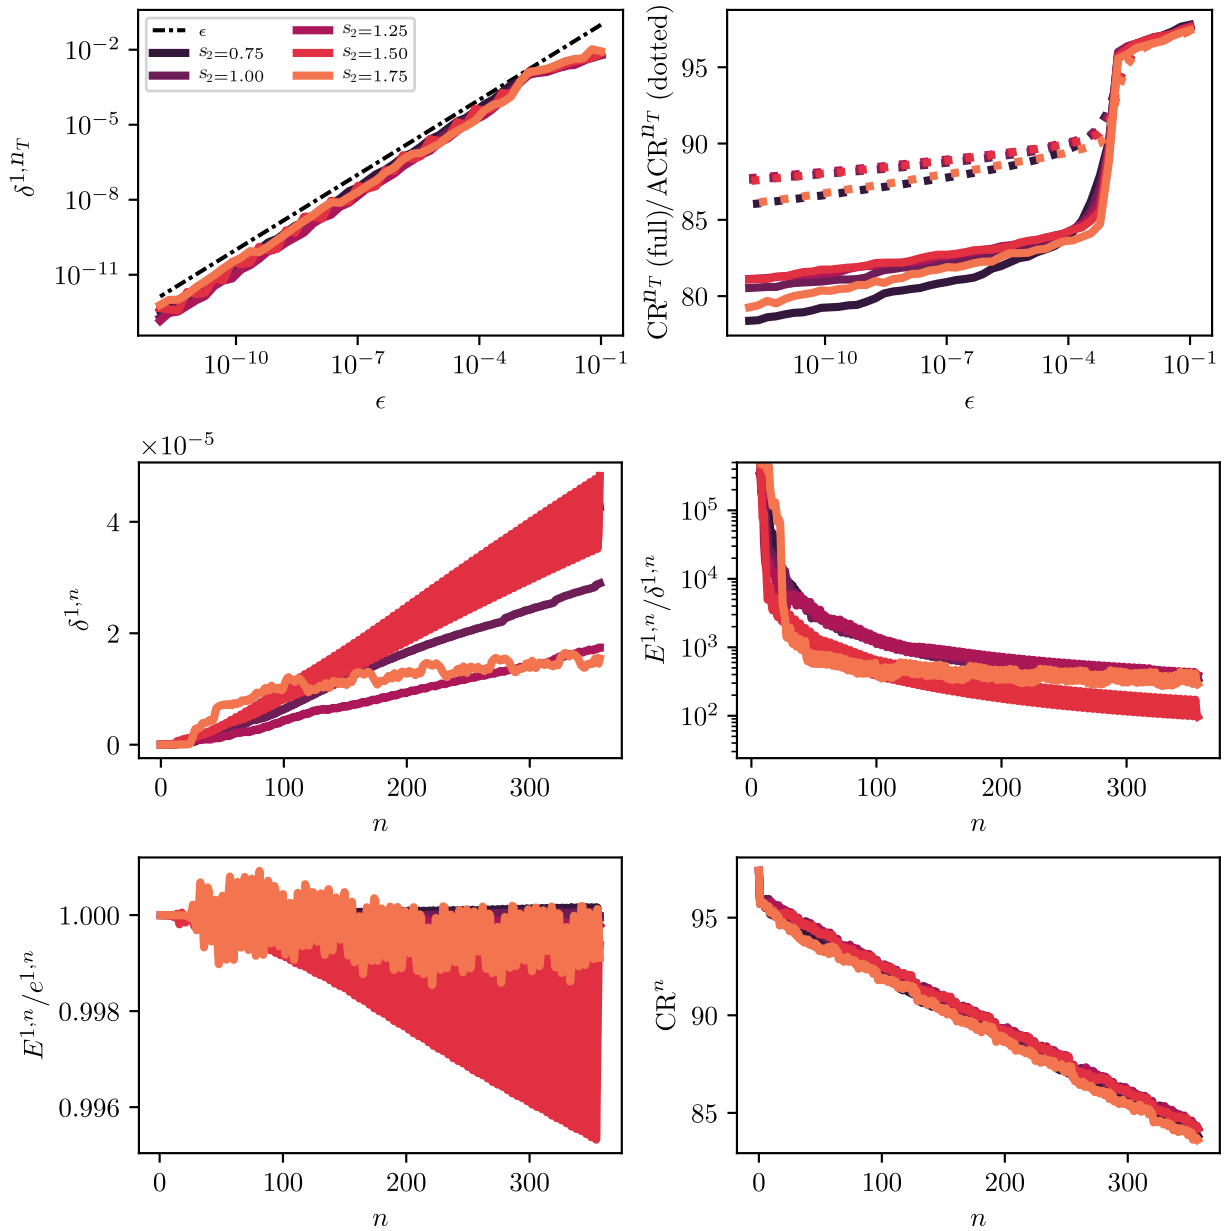 ϵ
s₂=0.75
s₂=1.00
s₂=1.25
s₂=1.50
s₂=1.75
10⁻²
10⁻⁵
10⁻⁸
10⁻¹¹
δ^{1,n_T}
10⁻¹⁰
10⁻⁷
10⁻⁴
10⁻¹
ϵ
95
90
85
80
CR^{n_T} (full)/ ACR^{n_T} (dotted)
10⁻¹⁰
10⁻⁷
10⁻⁴
10⁻¹
ϵ
×10⁻⁵
4
2
0
δ^{1,n}
0
100
200
300
n
10⁵
10⁴
10³
10²
E^{1,n}/δ^{1,n}
0
100
200
300
n
1.000
0.998
0.996
E^{1,n}/e^{1,n}
0
100
200
300
n
95
90
85
CRⁿ
0
100
200
300
n